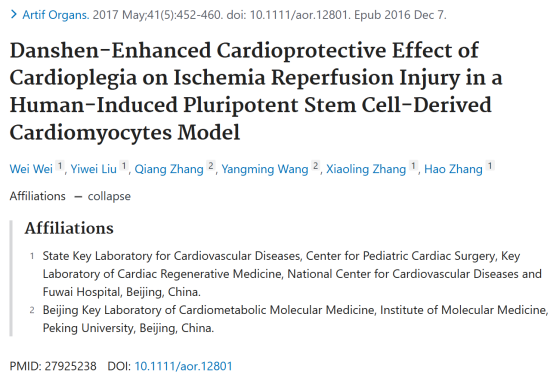 > Artif Organs. 2017 May;41(5):452-460. doi: 10.1111/aor.12801. Epub 2016 Dec 7.
Danshen-Enhanced Cardioprotective Effect of
Cardioplegia on Ischemia Reperfusion Injury in a
Human-Induced Pluripotent Stem Cell-Derived
Cardiomyocytes Model
Wei Wei 1, Yiwei Liu 1, Qiang Zhang 2, Yangming Wang 2, Xiaoling Zhang 1, Hao Zhang 1
Affiliations — collapse
Affiliations
1 State Key Laboratory for Cardiovascular Diseases, Center for Pediatric Cardiac Surgery, Key
Laboratory of Cardiac Regenerative Medicine, National Center for Cardiovascular Diseases and
Fuwai Hospital, Beijing, China.
2 Beijing Key Laboratory of Cardiometabolic Molecular Medicine, Institute of Molecular Medicine,
Peking University, Beijing, China.
PMID: 27925238 DOI: 10.1111/aor.12801